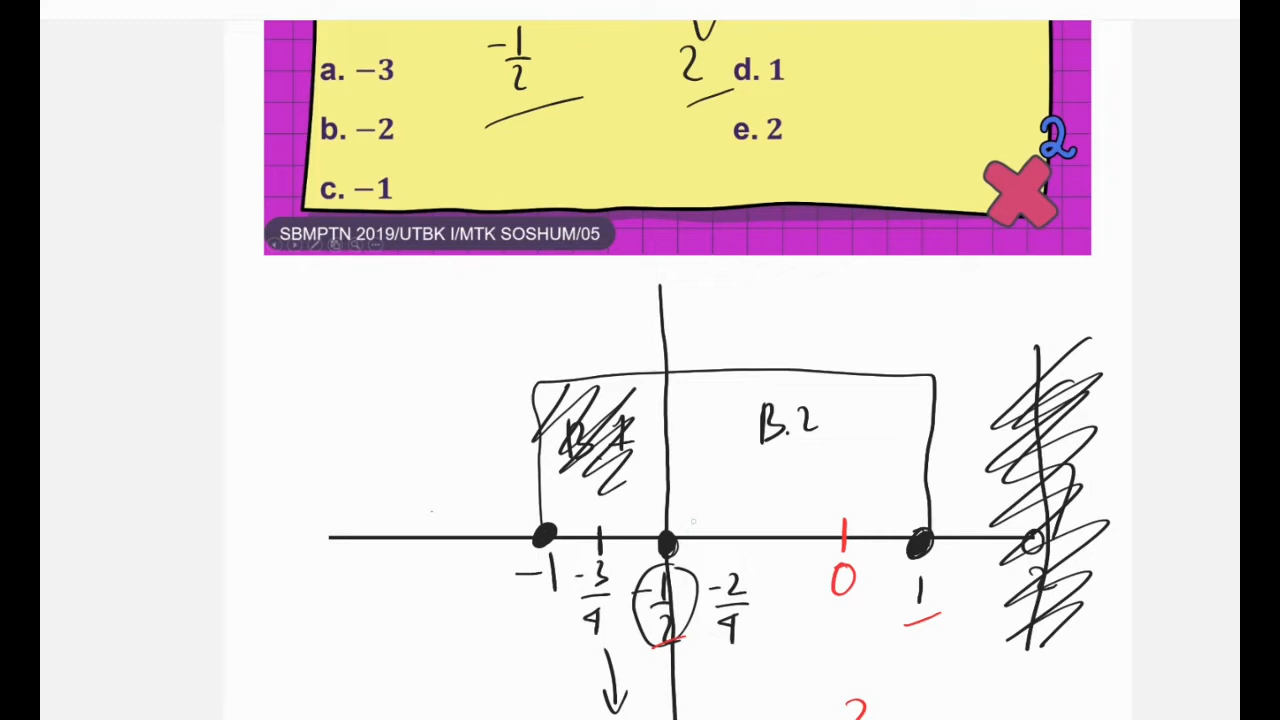 -1/2
2
a. −3
d. 1
b. −2
e. 2
c. −1
2
SBMPTN 2019/UTBK I/MTK SOSHUM/05
B.2
-1
-3/4
-1/2
-2/4
0
1
2